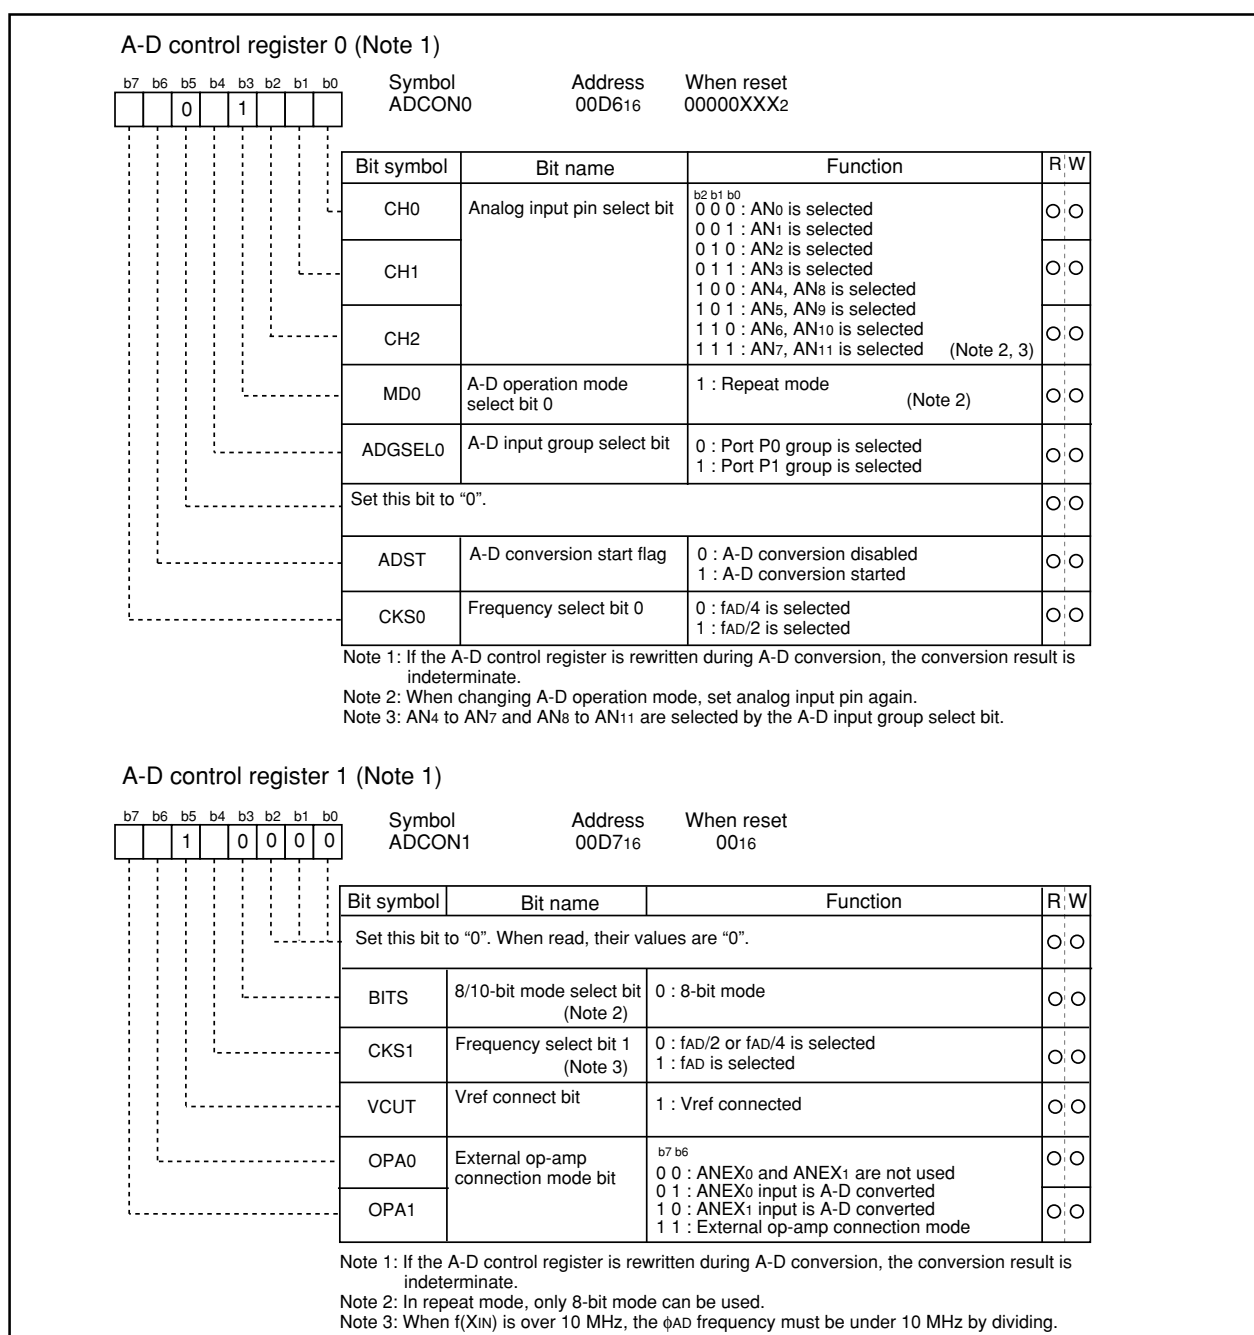 A-D control register 0 (Note 1)
b7 b6 b5 b4 b3 b2 b1 b0
0 1
Symbol Address When reset
ADCON0 00D616 00000XXX2
Bit symbol Bit name Function R W
CH0 Analog input pin select bit
b2 b1 b0
0 0 0 : AN0 is selected
0 0 1 : AN1 is selected
0 1 0 : AN2 is selected
CH1
0 1 1 : AN3 is selected
1 0 0 : AN4, AN8 is selected
1 0 1 : AN5, AN9 is selected
CH2
1 1 0 : AN6, AN10 is selected
1 1 1 : AN7, AN11 is selected (Note 2, 3)
MD0 A-D operation mode select bit 0
1 : Repeat mode
(Note 2)
ADGSEL0 A-D input group select bit
0 : Port P0 group is selected
1 : Port P1 group is selected
Set this bit to “0”.
ADST A-D conversion start flag
0 : A-D conversion disabled
1 : A-D conversion started
CKS0 Frequency select bit 0
0 : fAD/4 is selected
1 : fAD/2 is selected
Note 1: If the A-D control register is rewritten during A-D conversion, the conversion result is
indeterminate.
Note 2: When changing A-D operation mode, set analog input pin again.
Note 3: AN4 to AN7 and AN8 to AN11 are selected by the A-D input group select bit.
A-D control register 1 (Note 1)
b7 b6 b5 b4 b3 b2 b1 b0
1 0 0 0 0
Symbol Address When reset
ADCON1 00D716 0016
Bit symbol Bit name Function R W
Set this bit to “0”. When read, their values are “0”.
BITS 8/10-bit mode select bit (Note 2)
0 : 8-bit mode
CKS1 Frequency select bit 1 (Note 3)
0 : fAD/2 or fAD/4 is selected
1 : fAD is selected
VCUT Vref connect bit
1 : Vref connected
OPA0 External op-amp connection mode bit
b7 b6
0 0 : ANEX0 and ANEX1 are not used
0 1 : ANEX0 input is A-D converted
OPA1
1 0 : ANEX1 input is A-D converted
1 1 : External op-amp connection mode
Note 1: If the A-D control register is rewritten during A-D conversion, the conversion result is
indeterminate.
Note 2: In repeat mode, only 8-bit mode can be used.
Note 3: When f(XIN) is over 10 MHz, the ϕAD frequency must be under 10 MHz by dividing.